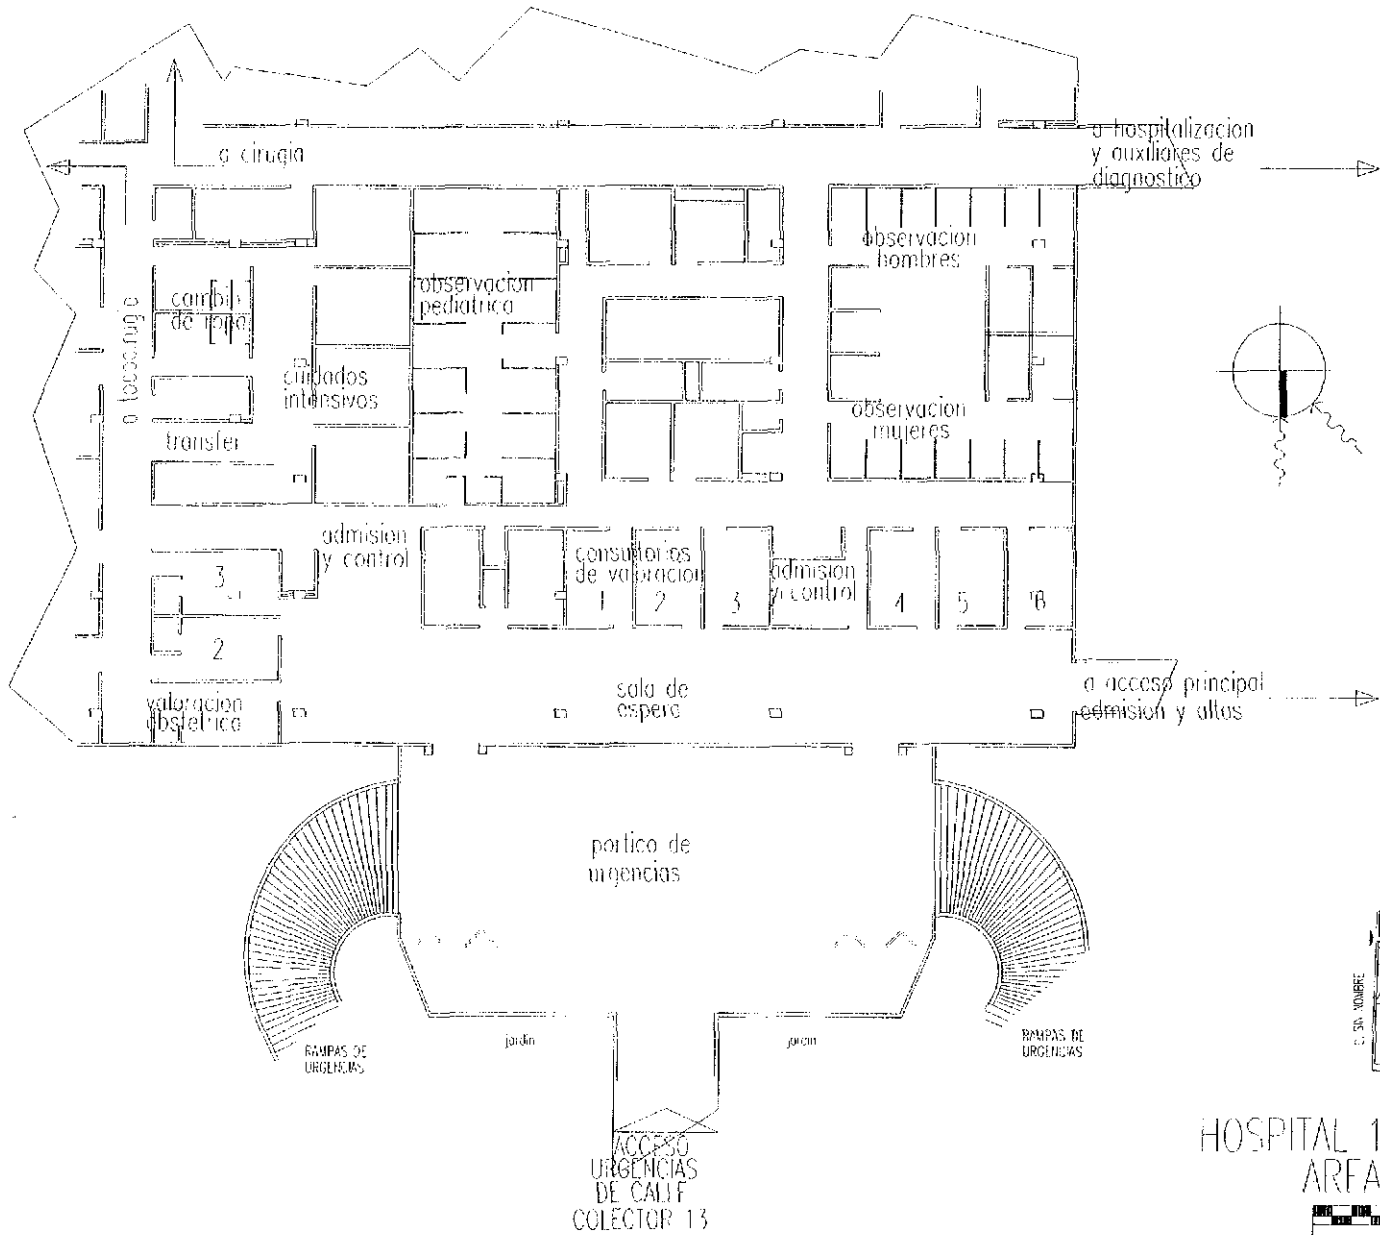 a cirugia
a hospitalizacion
y auxiliares de
diagnostico
observacion
hombres
observacion
pediatrica
cambio
de ropa
a tococirugia
cuidados
intensivos
observacion
mujeres
transfer
admision
y control
consultorios
de valoracion
admision
y control
3
1
2
3
4
5
6
2
valoracion
obstetrica
sala de
espera
a acceso principal
admision y altas
portico de
urgencias
RAMPAS DE
URGENCIAS
jardin
jardin
RAMPAS DE
URGENCIAS
C. SIN NOMBRE
ACCESO
URGENCIAS
DE CALLE
COLECTOR 13
HOSPITAL 1
AREA